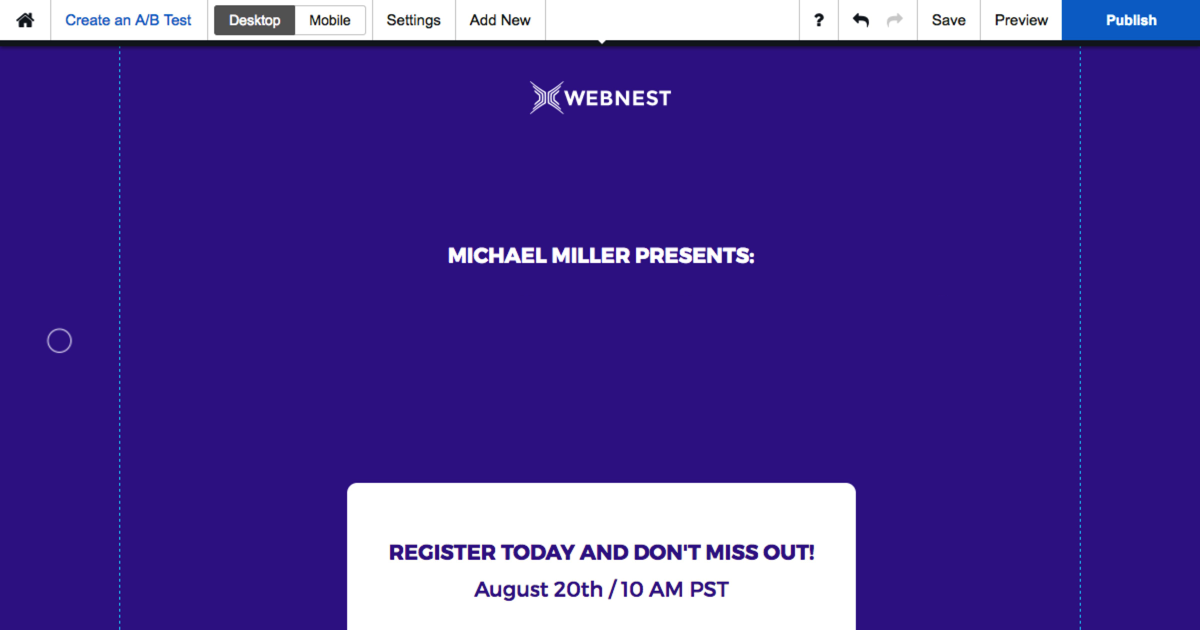 Create an A/B Test
Desktop
Mobile
Settings
Add New
?
Save
Preview
Publish
WEBNEST
MICHAEL MILLER PRESENTS:
REGISTER TODAY AND DON'T MISS OUT!
August 20th / 10 AM PST